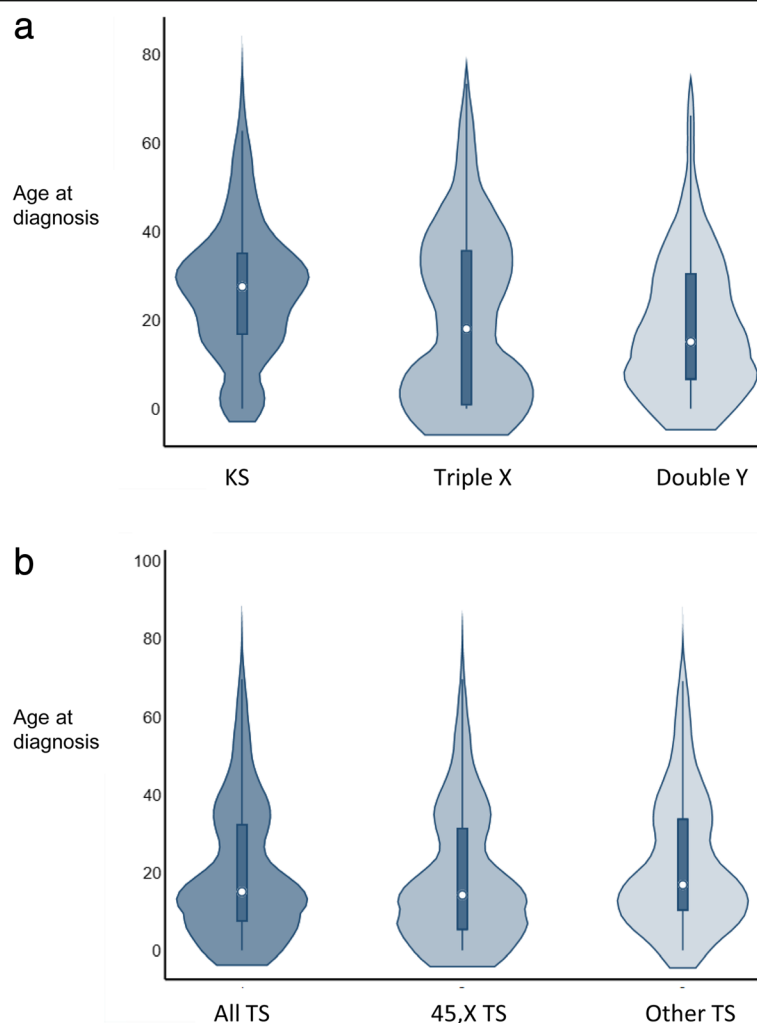 a
80
60
Age at
diagnosis
40
20
0
KS Triple X Double Y
b
100
80
60
Age at
diagnosis
40
20
0
All TS 45,X TS Other TS